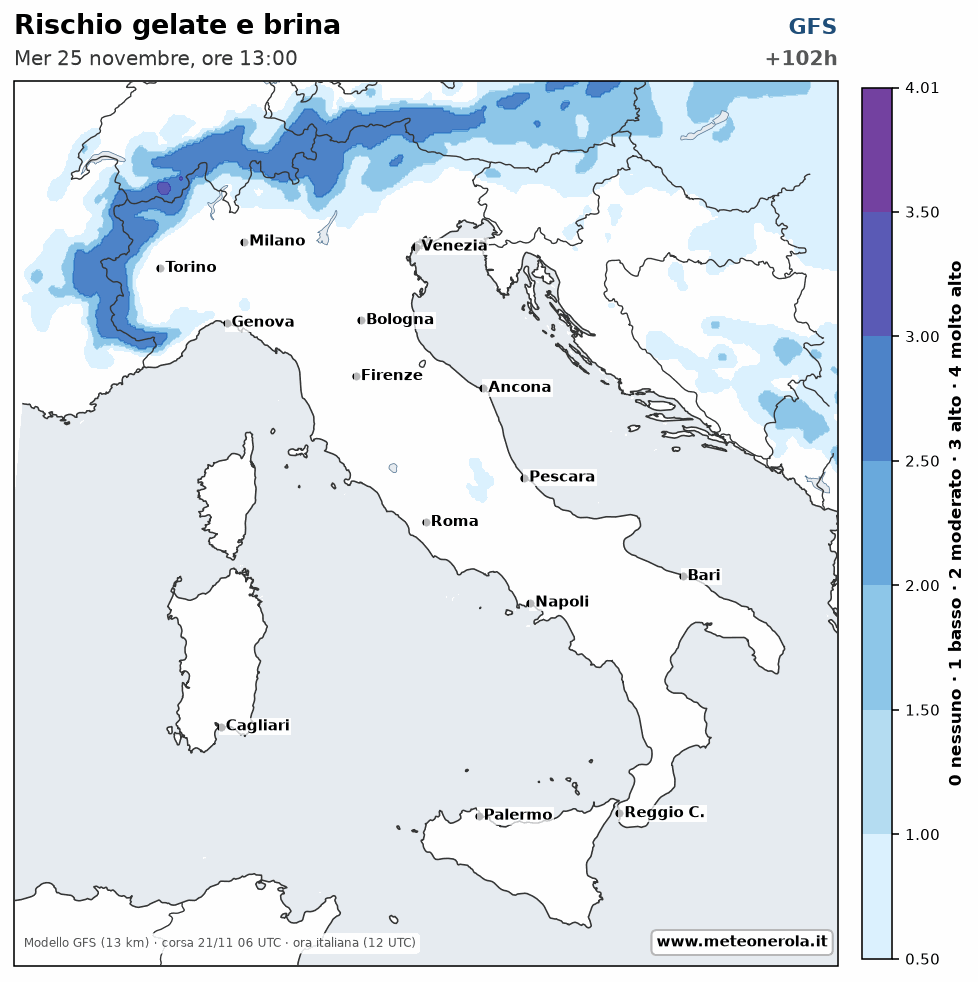 Rischio gelate e brina
GFS
Mer 25 novembre, ore 13:00
+102h
4.01
3.50
3.00
2.50
2.00
1.50
1.00
0.50
0 nessuno · 1 basso · 2 moderato · 3 alto · 4 molto alto
Milano
Venezia
Torino
Genova
Bologna
Firenze
Ancona
Pescara
Roma
Bari
Napoli
Cagliari
Palermo
Reggio C.
Modello GFS (13 km) · corsa 21/11 06 UTC · ora italiana (12 UTC)
www.meteonerola.it